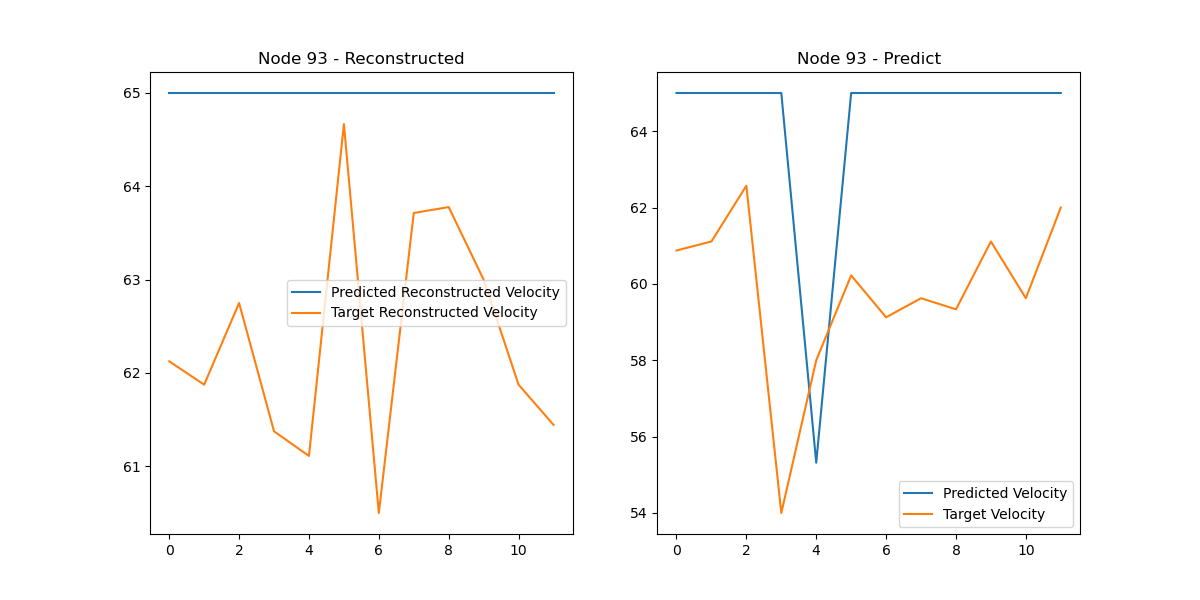 Node 93 - Reconstructed
65
64
63
62
61
0 2 4 6 8 10
Predicted Reconstructed Velocity
Target Reconstructed Velocity
Node 93 - Predict
64
62
60
58
56
54
0 2 4 6 8 10
Predicted Velocity
Target Velocity